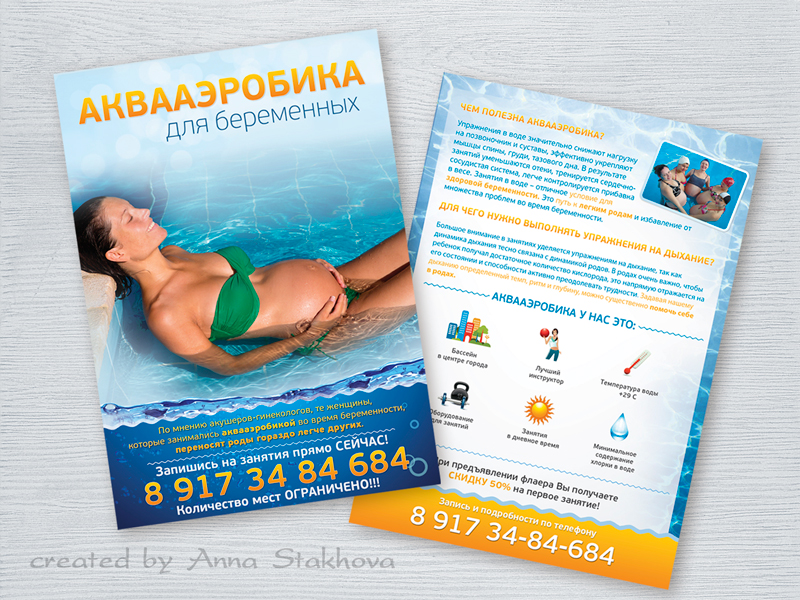 АКВААЭРОБИКА
для беременных
По мнению акушеров-гинекологов, те женщины,
которые занимались аквааэробикой во время беременности,
переносят роды гораздо легче других.
Запишись на занятия прямо СЕЙЧАС!
8 917 34 84 684
Количество мест ОГРАНИЧЕНО!!!
ЧЕМ ПОЛЕЗНА АКВААЭРОБИКА?
Упражнения в воде значительно снижают нагрузку
на позвоночник и суставы, эффективно укрепляют
мышцы спины, груди, тазового дна. В результате
занятий уменьшаются отеки, тренируется сердечно-
сосудистая система, легче контролируется прибавка
в весе. Занятия в воде – отличное условие для
здоровой беременности. Это путь к легким родам и избавление от
множества проблем во время беременности.
ДЛЯ ЧЕГО НУЖНО ВЫПОЛНЯТЬ УПРАЖНЕНИЯ НА ДЫХАНИЕ?
Большое внимание в занятиях уделяется упражнениям на дыхание, так как
динамика дыхания тесно связана с динамикой родов. В родах очень важно, чтобы
ребенок получал достаточное количество кислорода, это напрямую отражается на
его состоянии и способности активно преодолевать трудности. Задавая нашему
дыханию определенный темп, ритм и глубину, можно существенно помочь себе
в родах.
АКВААЭРОБИКА У НАС ЭТО:
Бассейн
в центре города
Лучший
инструктор
Температура воды
+29 С
Оборудование
для занятий
Занятия
в дневное время
Минимальное
содержание
хлорки в воде
При предъявлении флаера Вы получаете
СКИДКУ 50% на первое занятие!
Запись и подробности по телефону
8 917 34-84-684
created by Anna Stakhova